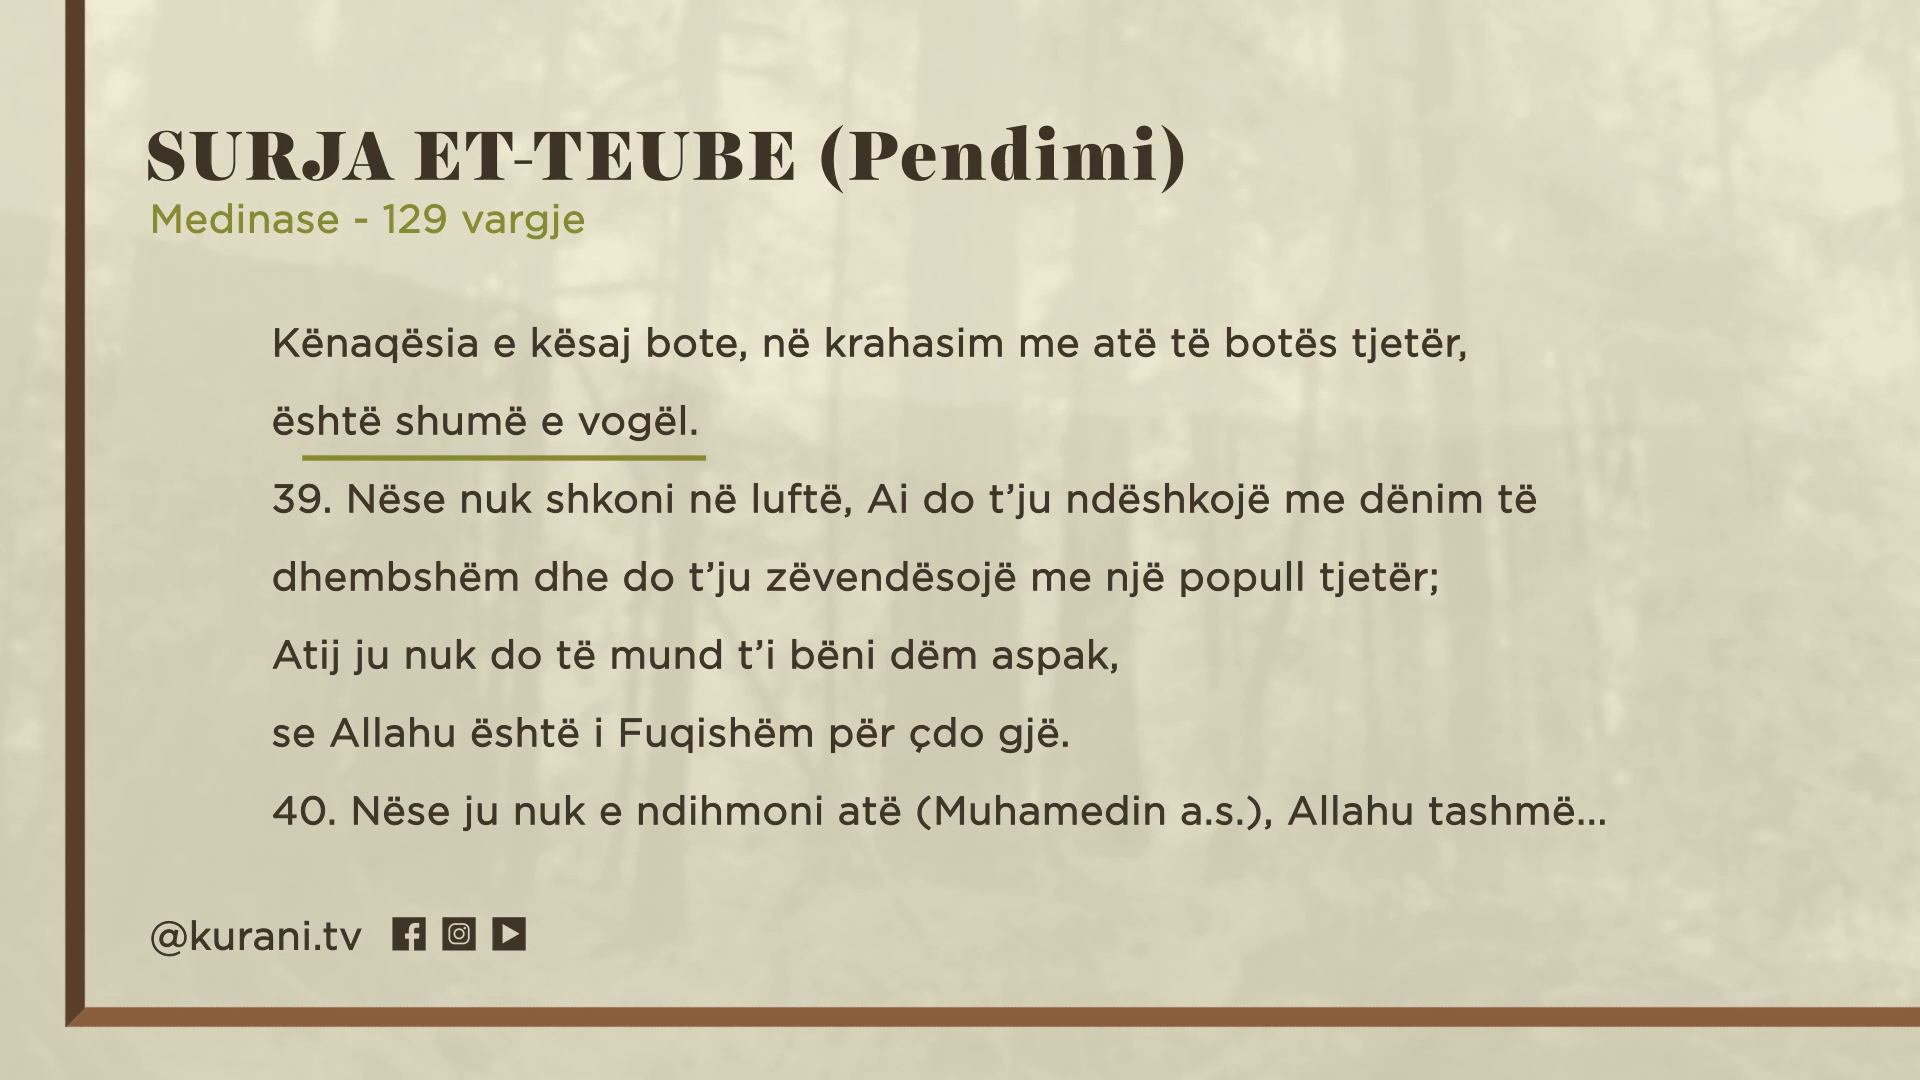 SURJA ET-TEUBE (Pendimi)
Medinase - 129 vargje
Kënaqësia e kësaj bote, në krahasim me atë të botës tjetër,
është shumë e vogël.
39. Nëse nuk shkoni në luftë, Ai do t’ju ndëshkojë me dënim të
dhembshëm dhe do t’ju zëvendësojë me një popull tjetër;
Atij ju nuk do të mund t’i bëni dëm aspak,
se Allahu është i Fuqishëm për çdo gjë.
40. Nëse ju nuk e ndihmoni atë (Muhamedin a.s.), Allahu tashmë...
@kurani.tv